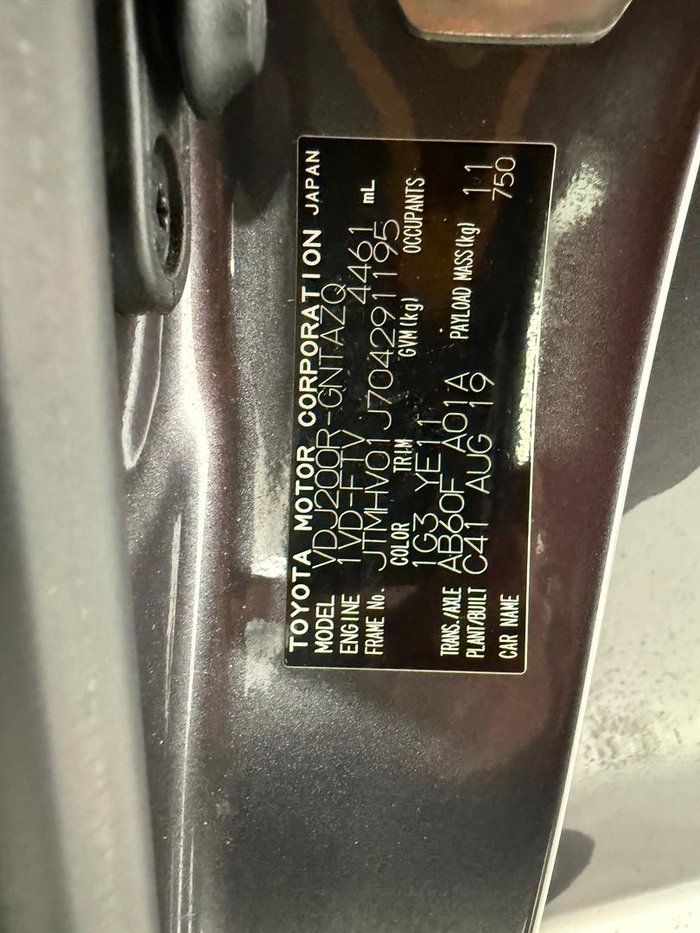 TOYOTA MOTOR CORPORATION JAPAN
MODEL VDJ200R-GNTAZQ
ENGINE 1VD-FTV 4461 mL
FRAME No. JTMHV01J704291195
COLOR TRIM GVM(kg) OCCUPANTS
1G3 YE11
TRANS./AXLE AB60F A01A PAYLOAD MASS(kg) 11
PLANT/BUILT C41 AUG 19 750
CAR NAME